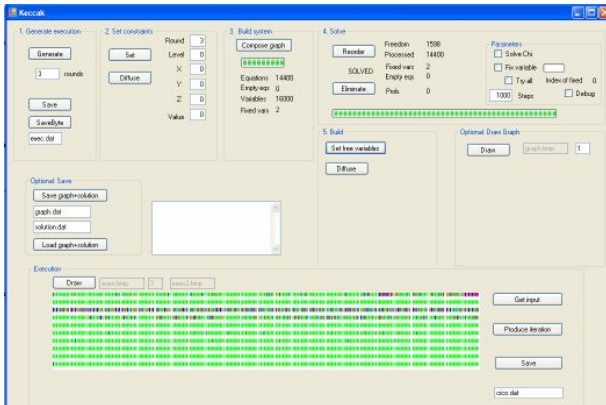 Keccak
1. Generate execution
Generate
3 rounds
Save
SaveByte
exec.dat
2. Set constraints
Round 3
Set Level 0
Diffuse X 0
Y 0
Z 0
Value 0
3. Build system
Compose graph
Equations 14400
Empty eqs 0
Variables 16000
Fixed vars 2
4. Solve
Reorder
SOLVED
Eliminate
Freedom 1598
Processed 14400
Fixed vars 2
Empty eqs 0
Prob. 0
Parameters
Solve Chi
Fix variable
Try all Index of fixed 0
1000 Steps Debug
5. Build
Set free variables
Diffuse
Optional: Draw Graph
Draw graph.bmp 1
Optional: Save
Save graph+solution
graph.dat
solution.dat
Load graph+solution
Execution
Draw exec.bmp 3 exec2.bmp
Get input
Produce iteration
Save
cico.dat